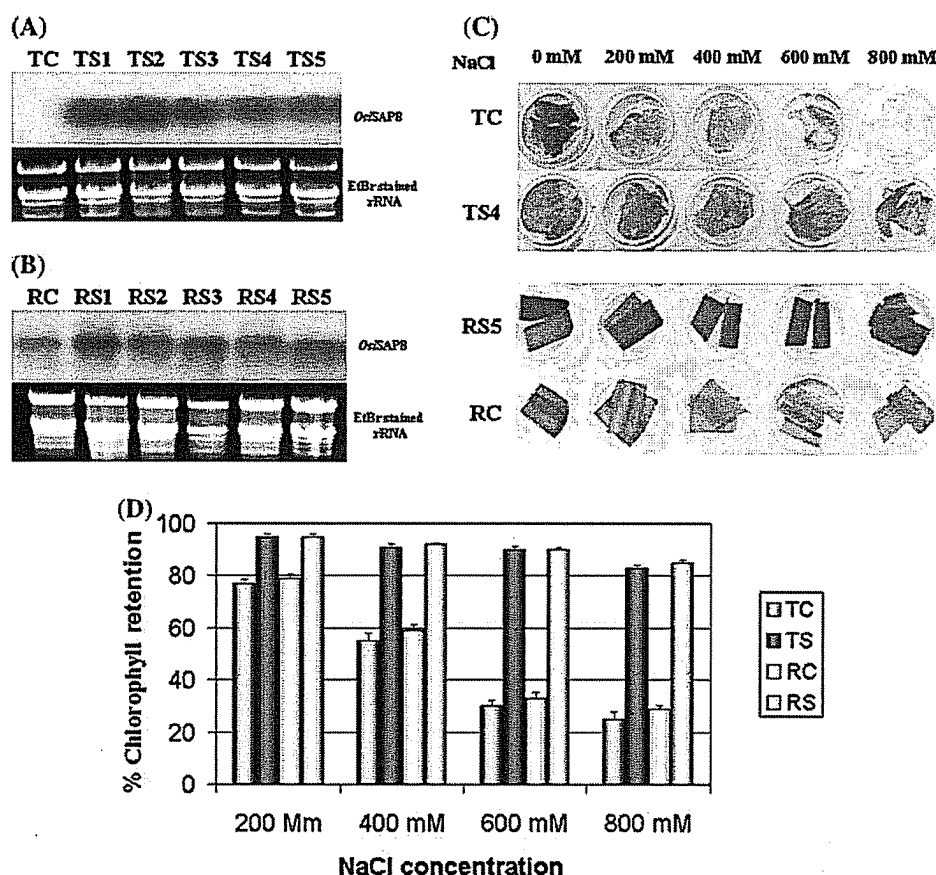 (A)
TC TS1 TS2 TS3 TS4 TS5
OsiSAP8
EtBr stained
rRNA
(B)
RC RS1 RS2 RS3 RS4 RS5
OsiSAP8
EtBr stained
rRNA
(C)
NaCl 0 mM 200 mM 400 mM 600 mM 800 mM
TC
TS4
RS5
RC
(D)
% Chlorophyll retention
100
80
60
40
20
0
200 Mm 400 mM 600 mM 800 mM
NaCl concentration
TC
TS
RC
RS